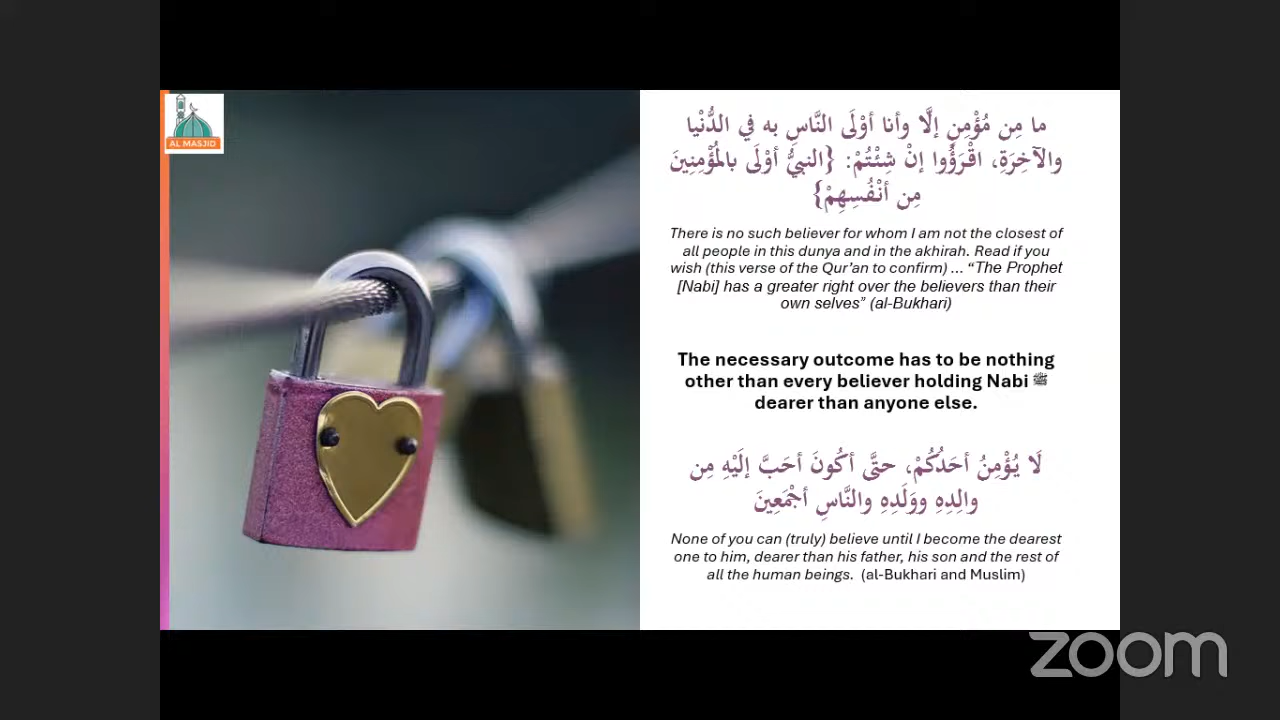 AL MASJID
ما مِن مُؤْمِنٍ إلَّا وأنا أوْلَى النَّاسِ به في الدُّنْيا
والآخِرَةِ، اقْرَؤُوا إنْ شِئْتُمْ: {النبيُّ أوْلَى بالمُؤْمِنِينَ
مِن أنْفُسِهِمْ}
There is no such believer for whom I am not the closest of
all people in this dunya and in the akhirah. Read if you
wish (this verse of the Qur’an to confirm) ... “The Prophet
[Nabi] has a greater right over the believers than their
own selves” (al-Bukhari)
The necessary outcome has to be nothing
other than every believer holding Nabi ﷺ
dearer than anyone else.
لَا يُؤْمِنُ أحَدُكُمْ، حتَّى أكُونَ أحَبَّ إلَيْهِ مِن
والِدِهِ ووَلَدِهِ والنَّاسِ أجْمَعِينَ
None of you can (truly) believe until I become the dearest
one to him, dearer than his father, his son and the rest of
all the human beings. (al-Bukhari and Muslim)
zoom